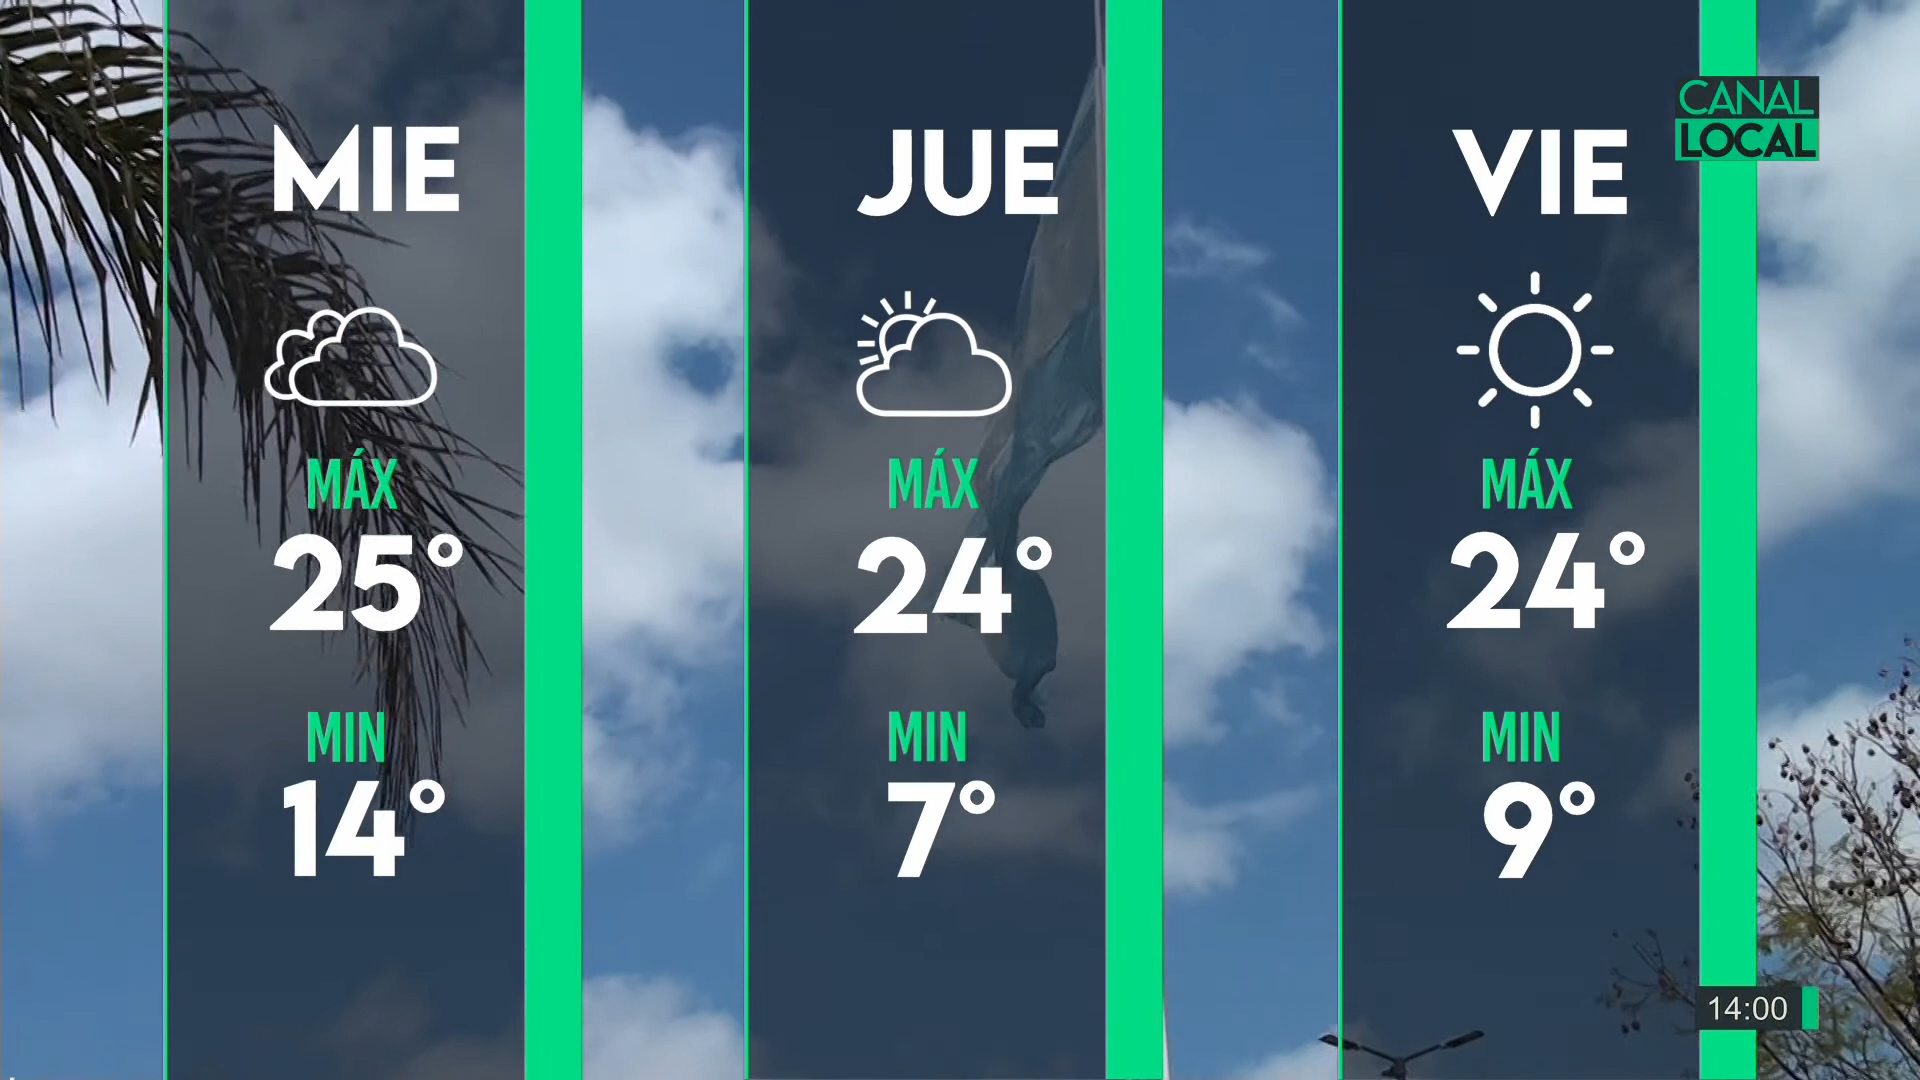 MIE
MÁX
25°
MIN
14°
JUE
MÁX
24°
MIN
7°
VIE
MÁX
24°
MIN
9°
CANAL
LOCAL
14:00